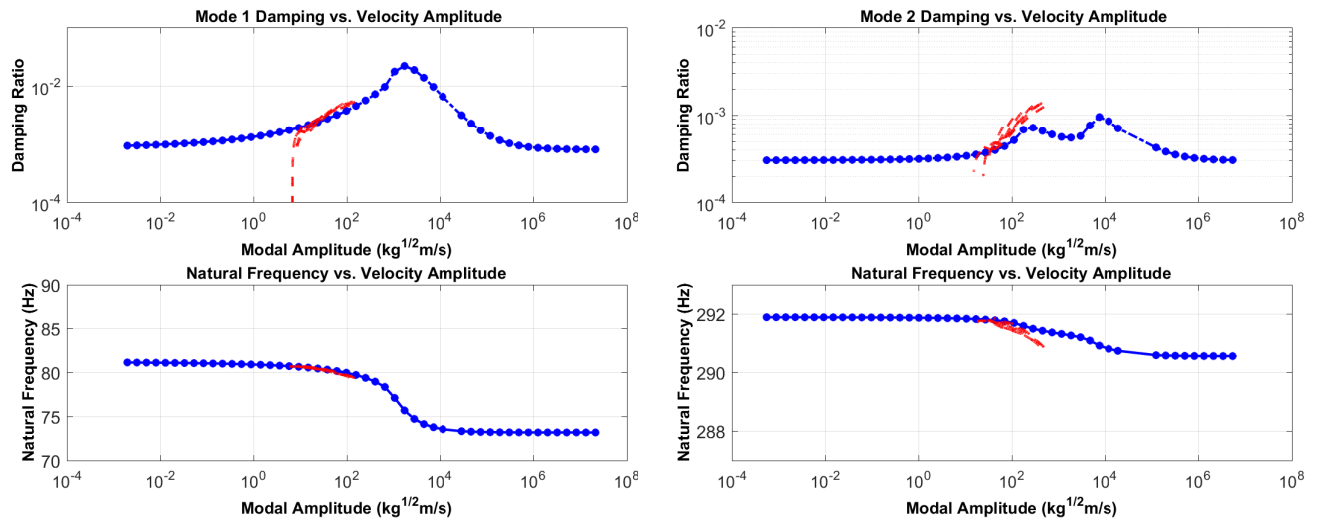 Mode 1 Damping vs. Velocity Amplitude
Damping Ratio
10^-2
10^-4
10^-4 10^-2 10^0 10^2 10^4 10^6 10^8
Modal Amplitude (kg^1/2m/s)
Mode 2 Damping vs. Velocity Amplitude
Damping Ratio
10^-2
10^-3
10^-4
10^-4 10^-2 10^0 10^2 10^4 10^6 10^8
Modal Amplitude (kg^1/2m/s)
Natural Frequency vs. Velocity Amplitude
Natural Frequency (Hz)
90
85
80
75
70
10^-4 10^-2 10^0 10^2 10^4 10^6 10^8
Modal Amplitude (kg^1/2m/s)
Natural Frequency vs. Velocity Amplitude
Natural Frequency (Hz)
292
290
288
10^-4 10^-2 10^0 10^2 10^4 10^6 10^8
Modal Amplitude (kg^1/2m/s)